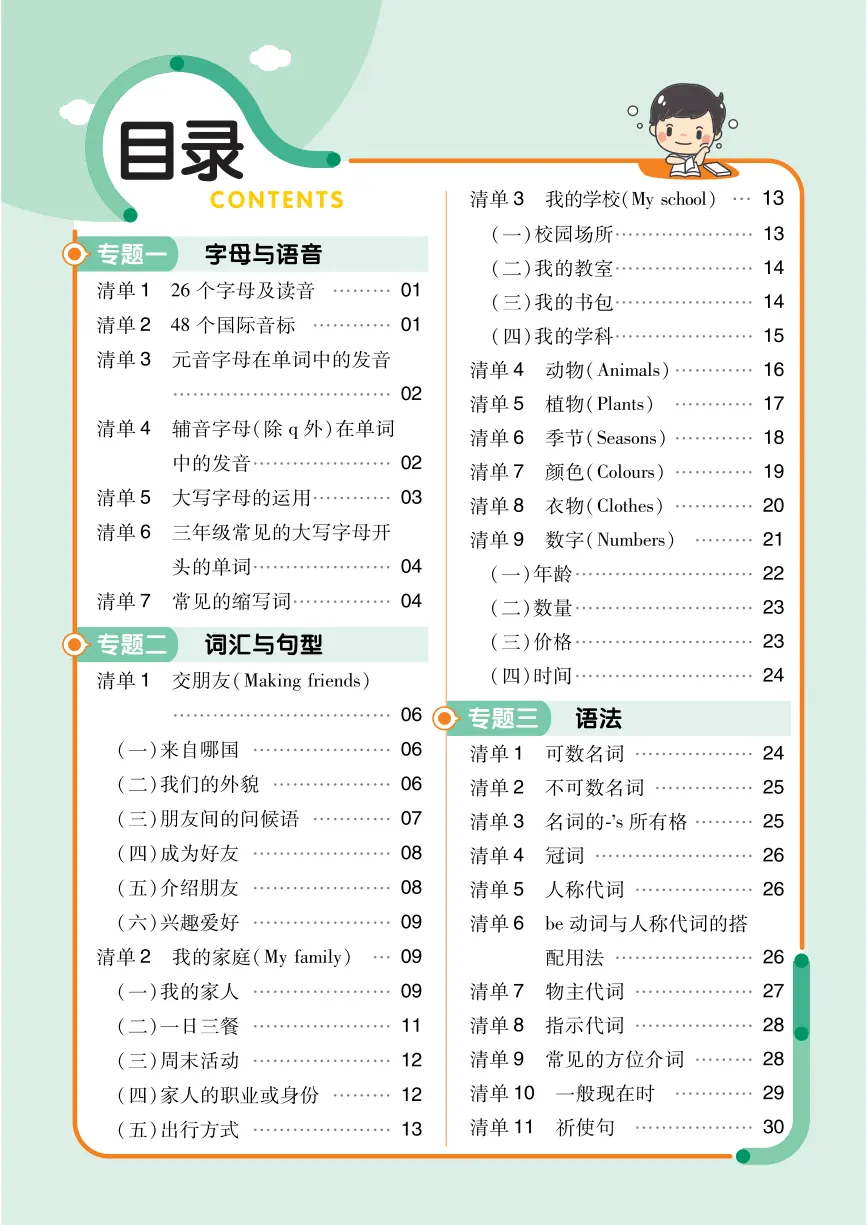 目录
CONTENTS
专题一 字母与语音
清单1 26个字母及读音 ……… 01
清单2 48个国际音标 ………… 01
清单3 元音字母在单词中的发音
…………………………… 02
清单4 辅音字母(除q外)在单词
中的发音………………… 02
清单5 大写字母的运用………… 03
清单6 三年级常见的大写字母开
头的单词………………… 04
清单7 常见的缩写词…………… 04
专题二 词汇与句型
清单1 交朋友(Making friends)
…………………………… 06
(一)来自哪国 ………………… 06
(二)我们的外貌 ……………… 06
(三)朋友间的问候语 ………… 07
(四)成为好友 ………………… 08
(五)介绍朋友 ………………… 08
(六)兴趣爱好 ………………… 09
清单2 我的家庭(My family) … 09
(一)我的家人 ………………… 09
(二)一日三餐 ………………… 11
(三)周末活动 ………………… 12
(四)家人的职业或身份 ……… 12
(五)出行方式 ………………… 13
清单3 我的学校(My school) … 13
(一)校园场所………………… 13
(二)我的教室………………… 14
(三)我的书包………………… 14
(四)我的学科………………… 15
清单4 动物(Animals)………… 16
清单5 植物(Plants) ………… 17
清单6 季节(Seasons)………… 18
清单7 颜色(Colours) ………… 19
清单8 衣物(Clothes) ………… 20
清单9 数字(Numbers) ……… 21
(一)年龄……………………… 22
(二)数量……………………… 23
(三)价格……………………… 23
(四)时间……………………… 24
专题三 语法
清单1 可数名词 ……………… 24
清单2 不可数名词 …………… 25
清单3 名词的-'s所有格 ……… 25
清单4 冠词 …………………… 26
清单5 人称代词 ……………… 26
清单6 be动词与人称代词的搭
配用法 ………………… 26
清单7 物主代词 ……………… 27
清单8 指示代词 ……………… 28
清单9 常见的方位介词 ……… 28
清单10 一般现在时 ………… 29
清单11 祈使句 ……………… 30